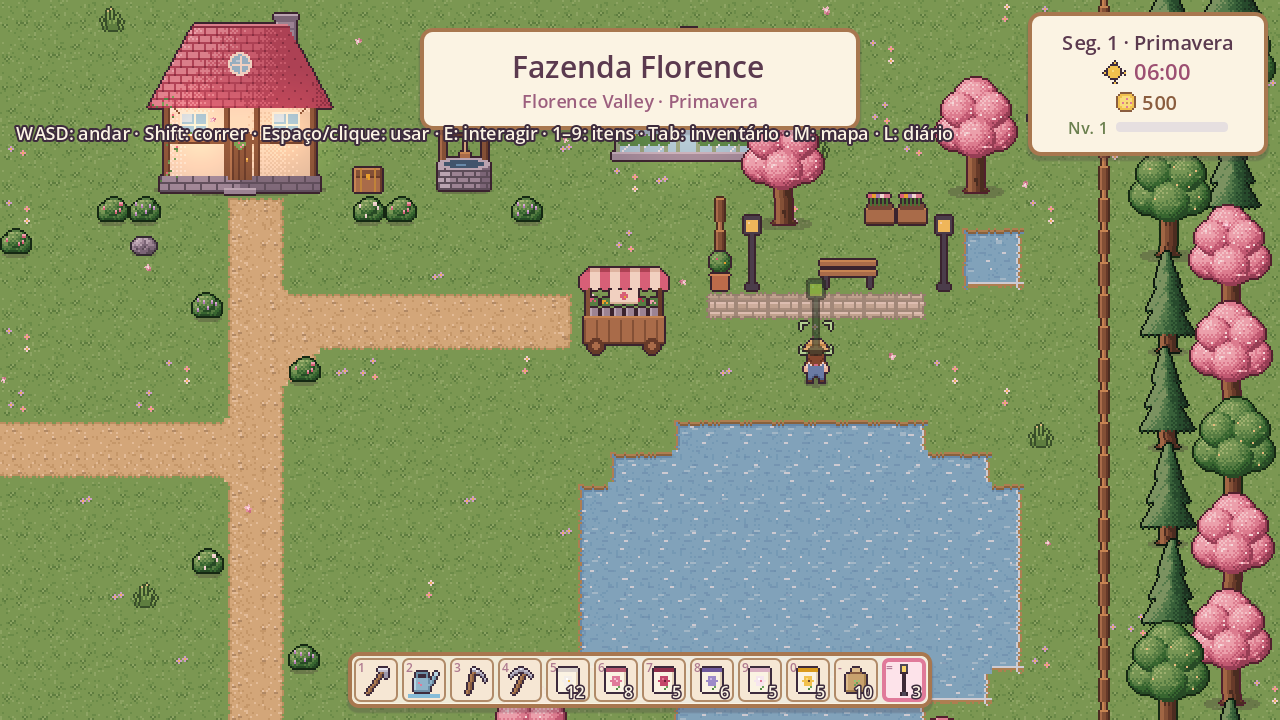 Fazenda Florence
Florence Valley · Primavera
Seg. 1 · Primavera
06:00
500
Nv. 1
WASD: andar · Shift: correr · Espaço/clique: usar · E: interagir · 1–9: itens · Tab: inventário · M: mapa · L: diário
1 2 3 4 5 6 7 8 9 0 - =
12 8 5 6 5 5 10 3